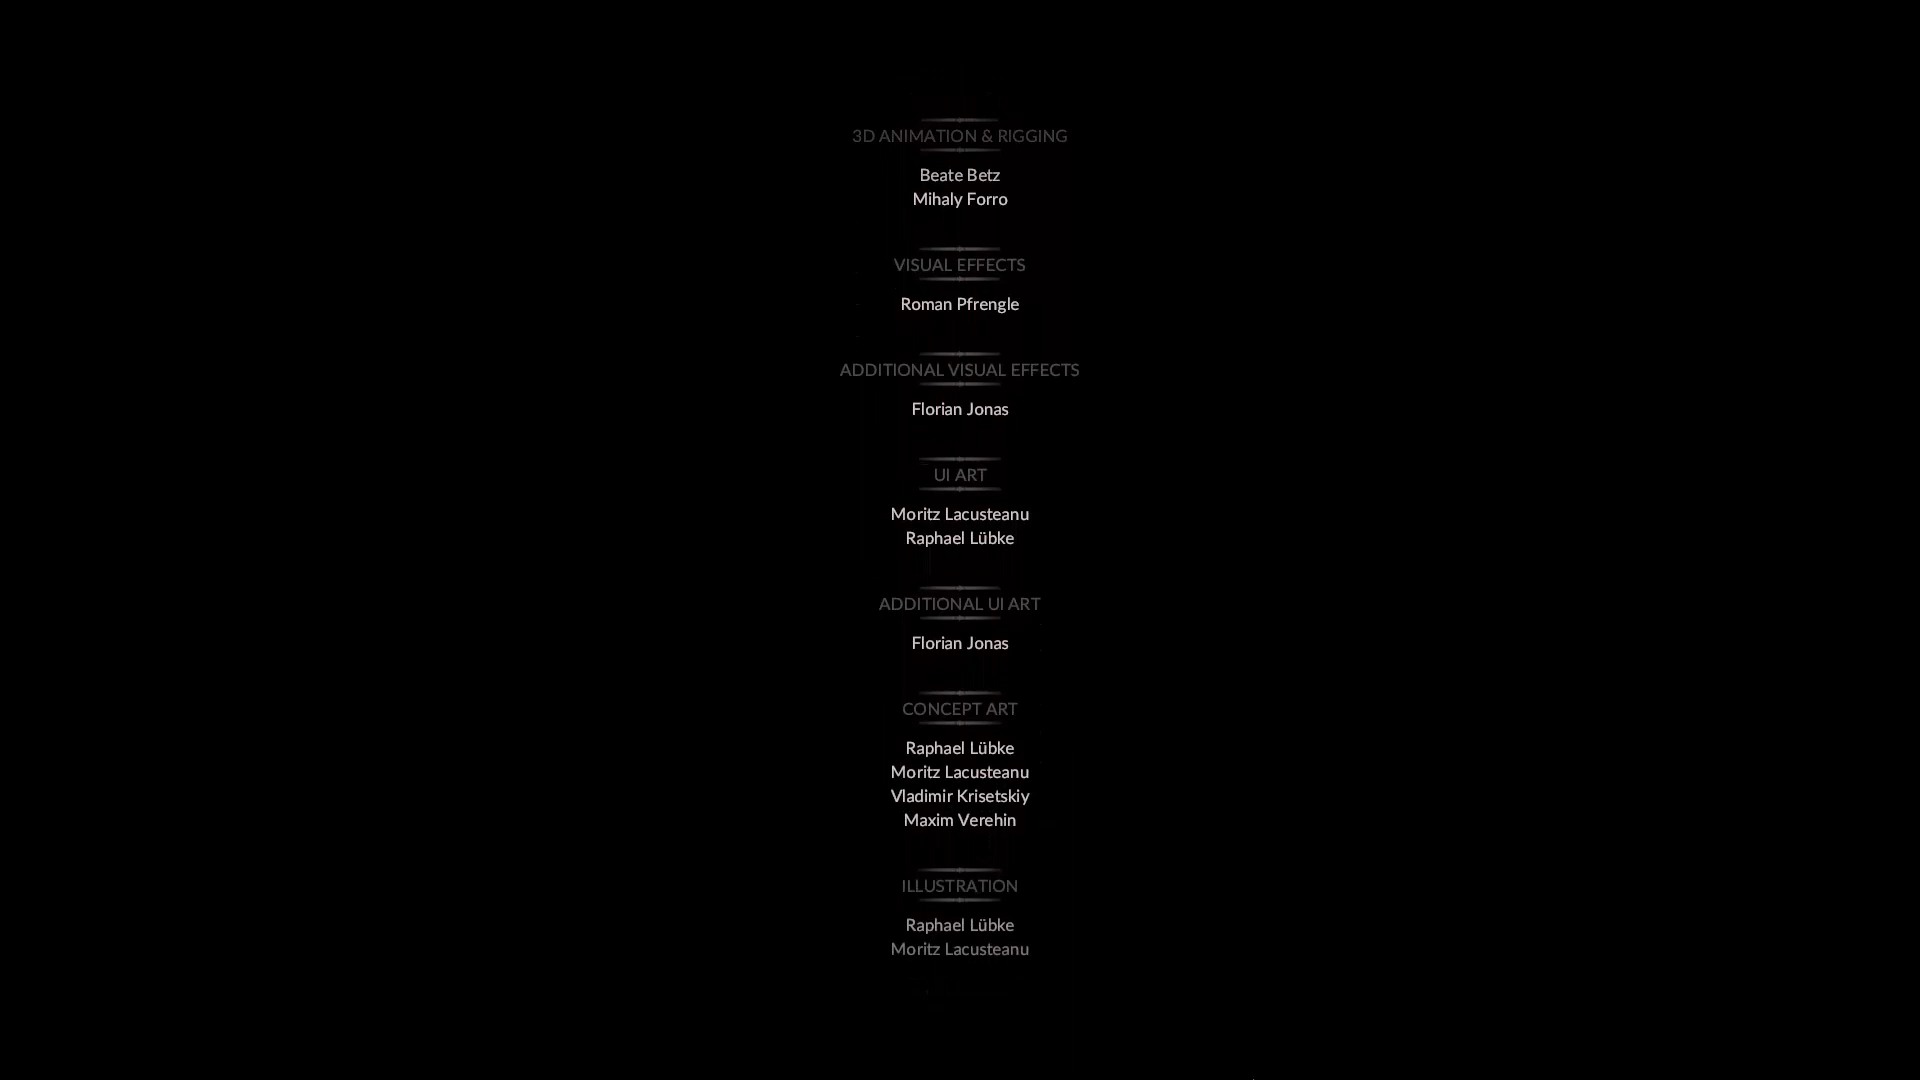 3D ANIMATION & RIGGING
Beate Betz
Mihaly Forro
VISUAL EFFECTS
Roman Pfrengle
ADDITIONAL VISUAL EFFECTS
Florian Jonas
UI ART
Moritz Lacusteanu
Raphael Lübke
ADDITIONAL UI ART
Florian Jonas
CONCEPT ART
Raphael Lübke
Moritz Lacusteanu
Vladimir Krisetskiy
Maxim Verehin
ILLUSTRATION
Raphael Lübke
Moritz Lacusteanu